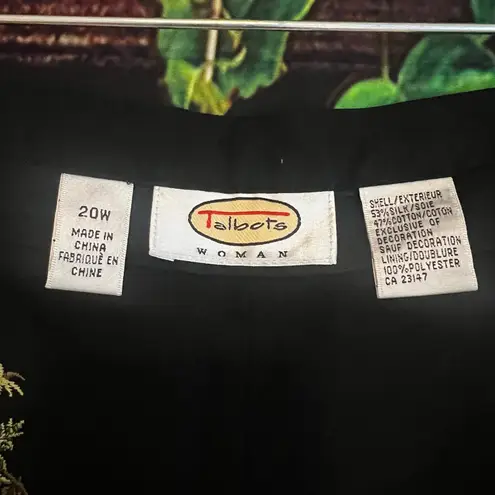 20W
MADE IN
CHINA
FABRIQUÉ EN
CHINE
Talbots
WOMAN
SHELL/EXTERIEUR
53%SILK/SOIE
47%COTTON/COTON
EXCLUSIVE OF
DECORATION
SAUF DECORATION
LINING/DOUBLURE
100%POLYESTER
CA 23147